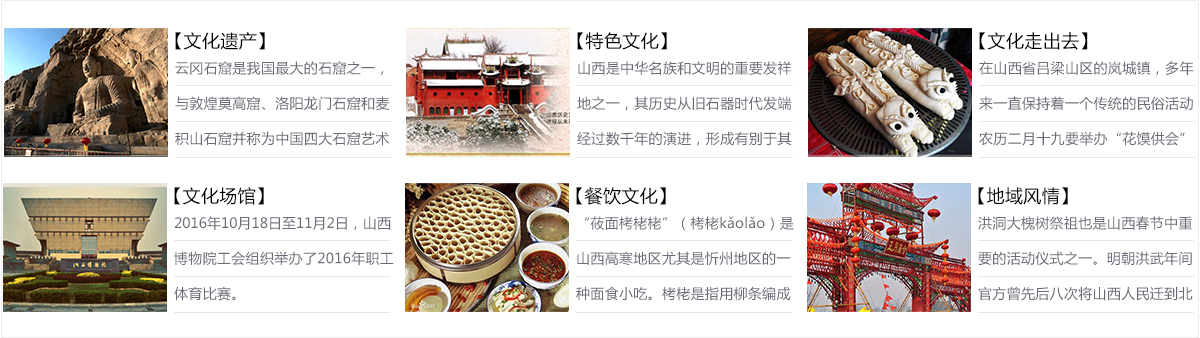 【文化遗产】
云冈石窟是我国最大的石窟之一，
与敦煌莫高窟、洛阳龙门石窟和麦
积山石窟并称为中国四大石窟艺术
【特色文化】
山西是中华名族和文明的重要发祥
地之一，其历史从旧石器时代发端
经过数千年的演进，形成有别于其
【文化走出去】
在山西省吕梁山区的岚城镇，多年
来一直保持着一个传统的民俗活动
农历二月十九要举办“花馍供会”
【文化场馆】
2016年10月18日至11月2日，山西
博物院工会组织举办了2016年职工
体育比赛。
【餐饮文化】
“莜面栲栳栳”（栲栳kǎolǎo）是
山西高寒地区尤其是忻州地区的一
种面食小吃。栲栳是指用柳条编成
【地域风情】
洪洞大槐树祭祖也是山西春节中重
要的活动仪式之一。明朝洪武年间
官方曾先后八次将山西人民迁到北